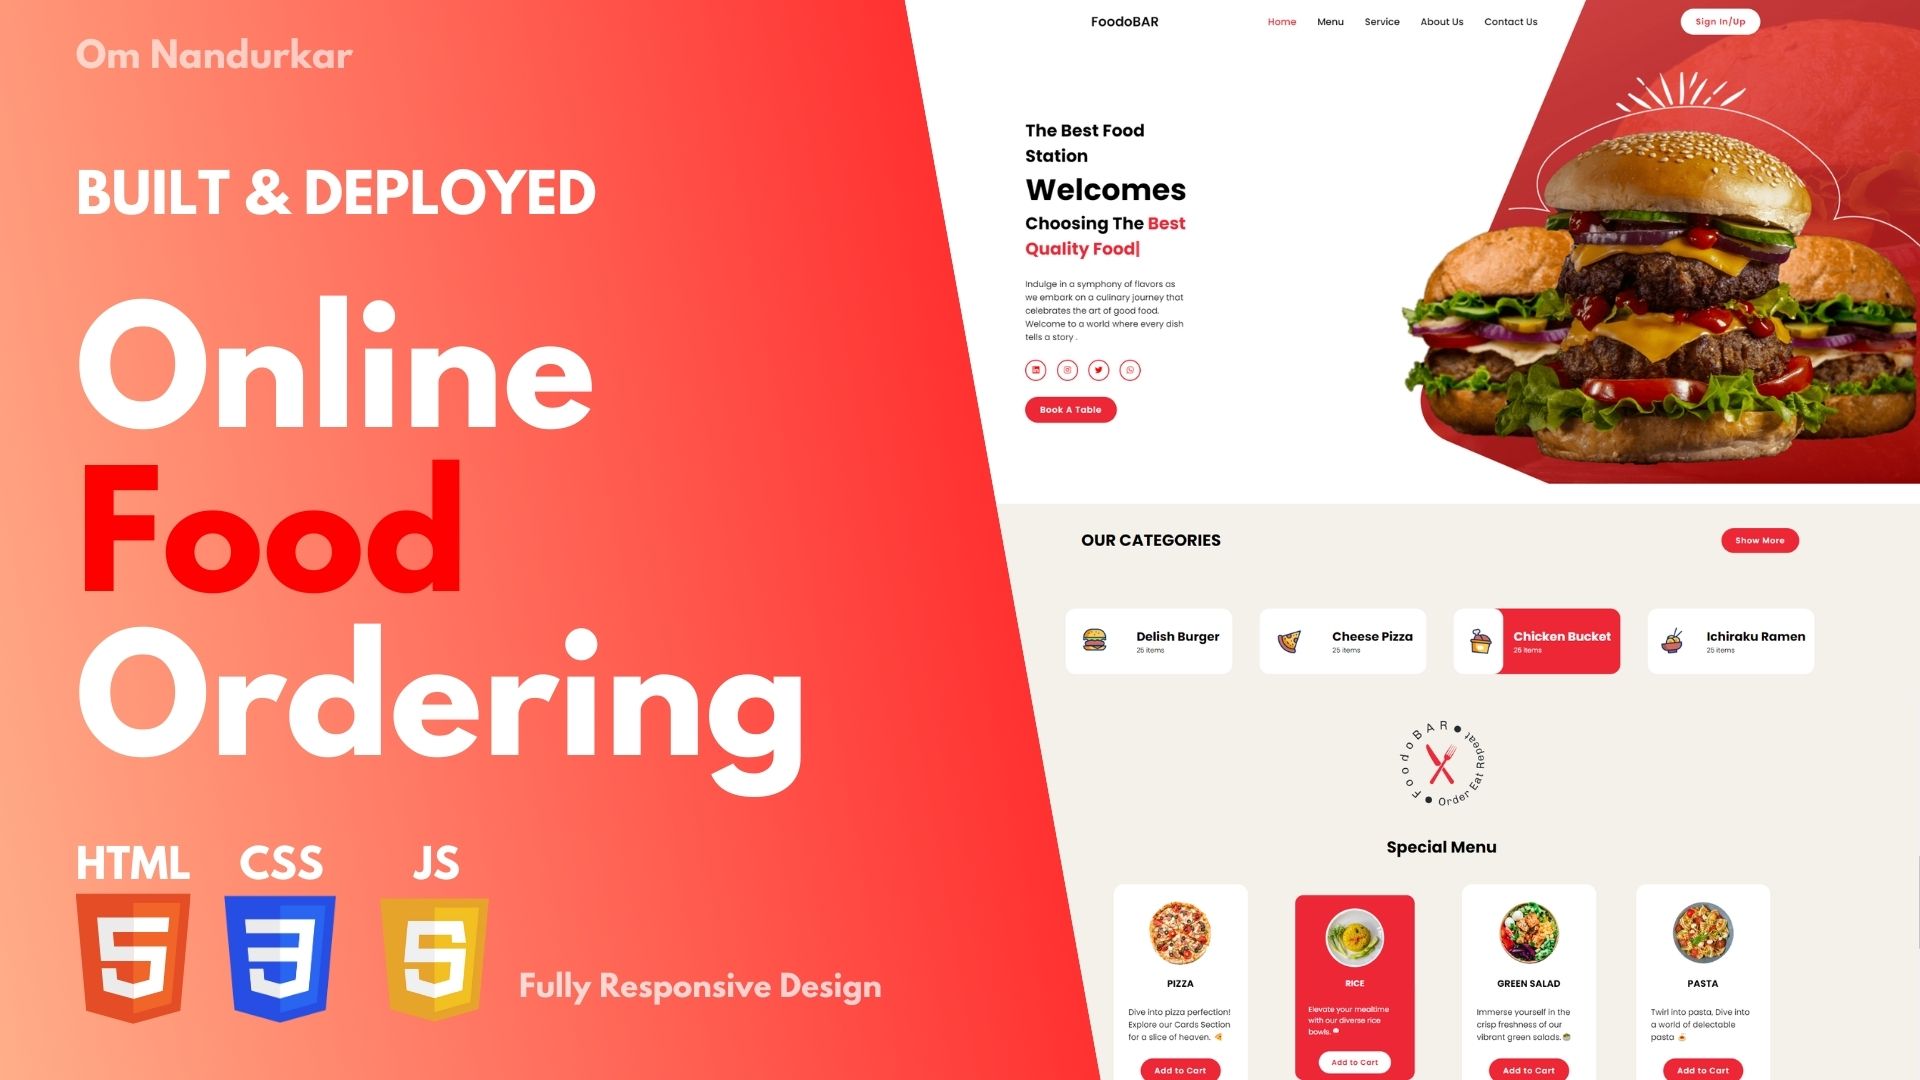 Om Nandurkar
BUILT & DEPLOYED
Online
Food
Ordering
HTML CSS JS
Fully Responsive Design
FoodoBAR
Home Menu Service About Us Contact Us
Sign In/Up
The Best Food
Station
Welcomes
Choosing The Best
Quality Food|
Indulge in a symphony of flavors as
we embark on a culinary journey that
celebrates the art of good food.
Welcome to a world where every dish
tells a story .
Book A Table
OUR CATEGORIES
Show More
Delish Burger
25 items
Cheese Pizza
25 items
Chicken Bucket
25 items
Ichiraku Ramen
25 items
FoodoBAR ● Order Eat Repeat ●
Special Menu
PIZZA
Dive into pizza perfection!
Explore our Cards Section
for a slice of heaven. 🍕
Add to Cart
RICE
Elevate your mealtime
with our diverse rice
bowls. 🍚
Add to Cart
GREEN SALAD
Immerse yourself in the
crisp freshness of our
vibrant green salads.🥗
Add to Cart
PASTA
Twirl into pasta, Dive into
a world of delectable
pasta 🍝
Add to Cart